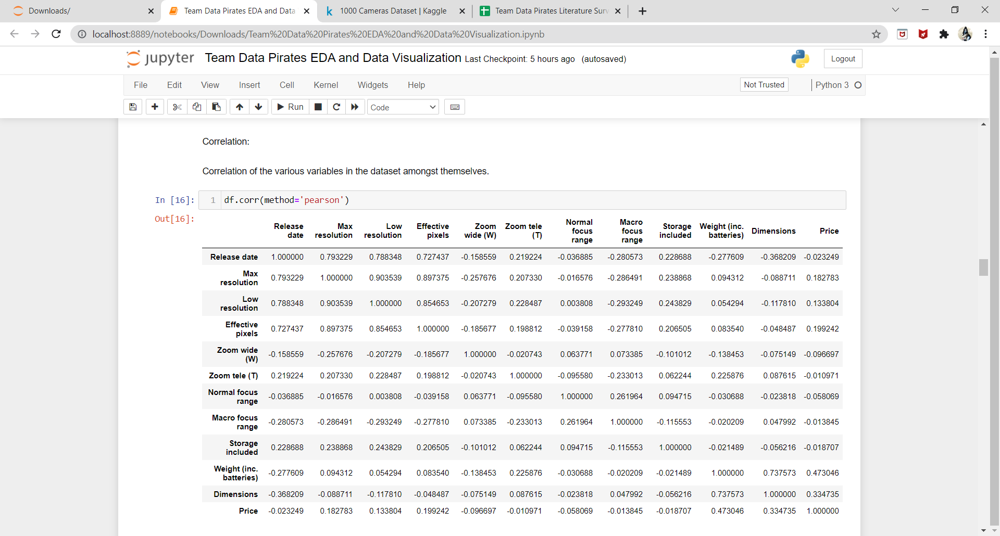 Downloads/
Team Data Pirates EDA and Data
1000 Cameras Dataset | Kaggle
Team Data Pirates Literature Surv
localhost:8889/notebooks/Downloads/Team%20Data%20Pirates%20EDA%20and%20Data%20Visualization.ipynb
jupyter Team Data Pirates EDA and Data Visualization Last Checkpoint: 5 hours ago (autosaved)
Logout
File Edit View Insert Cell Kernel Widgets Help
Not Trusted
Python 3
Run
Code
Correlation:
Correlation of the various variables in the dataset amongst themselves.
In [16]: 1 df.corr(method='pearson')
Out[16]:
Release date Max resolution Low resolution Effective pixels Zoom wide (W) Zoom tele (T) Normal focus range Macro focus range Storage included Weight (inc. batteries) Dimensions Price
Release date 1.000000 0.793229 0.788348 0.727437 -0.158559 0.219224 -0.036885 -0.280573 0.228688 -0.277609 -0.368209 -0.023249
Max resolution 0.793229 1.000000 0.903539 0.897375 -0.257676 0.207330 -0.016576 -0.286491 0.238868 0.094312 -0.088711 0.182783
Low resolution 0.788348 0.903539 1.000000 0.854653 -0.207279 0.228487 0.003808 -0.293249 0.243829 0.054294 -0.117810 0.133804
Effective pixels 0.727437 0.897375 0.854653 1.000000 -0.185677 0.198812 -0.039158 -0.277810 0.206505 0.083540 -0.048487 0.199242
Zoom wide (W) -0.158559 -0.257676 -0.207279 -0.185677 1.000000 -0.020743 0.063771 0.073385 -0.101012 -0.138453 -0.075149 -0.096697
Zoom tele (T) 0.219224 0.207330 0.228487 0.198812 -0.020743 1.000000 -0.095580 -0.233013 0.062244 0.225876 0.087615 -0.010971
Normal focus range -0.036885 -0.016576 0.003808 -0.039158 0.063771 -0.095580 1.000000 0.261964 0.094715 -0.030688 -0.023818 -0.058069
Macro focus range -0.280573 -0.286491 -0.293249 -0.277810 0.073385 -0.233013 0.261964 1.000000 -0.115553 -0.020209 0.047992 -0.013845
Storage included 0.228688 0.238868 0.243829 0.206505 -0.101012 0.062244 0.094715 -0.115553 1.000000 -0.021489 -0.056216 -0.018707
Weight (inc. batteries) -0.277609 0.094312 0.054294 0.083540 -0.138453 0.225876 -0.030688 -0.020209 -0.021489 1.000000 0.737573 0.473046
Dimensions -0.368209 -0.088711 -0.117810 -0.048487 -0.075149 0.087615 -0.023818 0.047992 -0.056216 0.737573 1.000000 0.334735
Price -0.023249 0.182783 0.133804 0.199242 -0.096697 -0.010971 -0.058069 -0.013845 -0.018707 0.473046 0.334735 1.000000